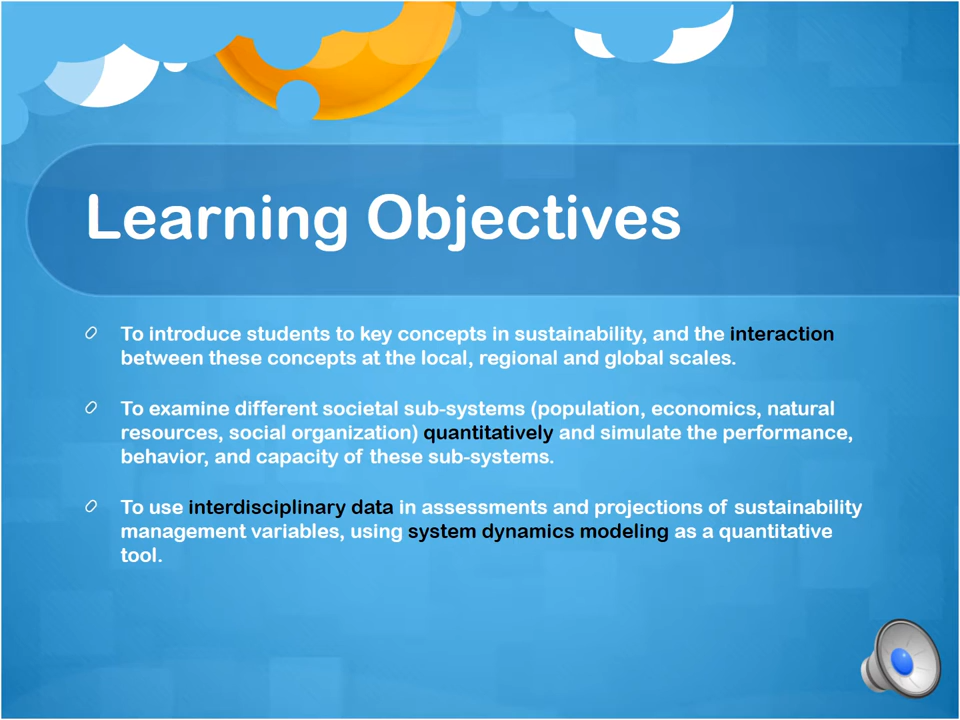 Learning Objectives
To introduce students to key concepts in sustainability, and the interaction
between these concepts at the local, regional and global scales.
To examine different societal sub-systems (population, economics, natural
resources, social organization) quantitatively and simulate the performance,
behavior, and capacity of these sub-systems.
To use interdisciplinary data in assessments and projections of sustainability
management variables, using system dynamics modeling as a quantitative
tool.